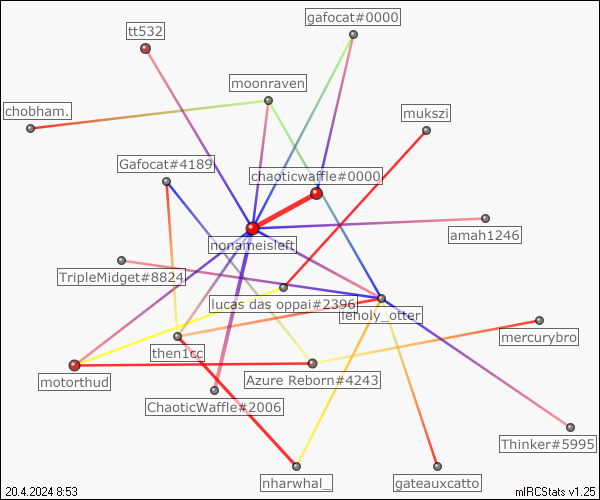 gafocat#0000
tt532
moonraven
chobham.
mukszi
Gafocat#4189
chaoticwaffle#0000
amah1246
nonameisleft
TripleMidget#8824
lucas das oppai#2396
leholy_otter
mercurybro
then1cc
motorthud
Azure Reborn#4243
ChaoticWaffle#2006
Thinker#5995
nharwhal_
gateauxcatto
20.4.2024 8:53
mIRCStats v1.25